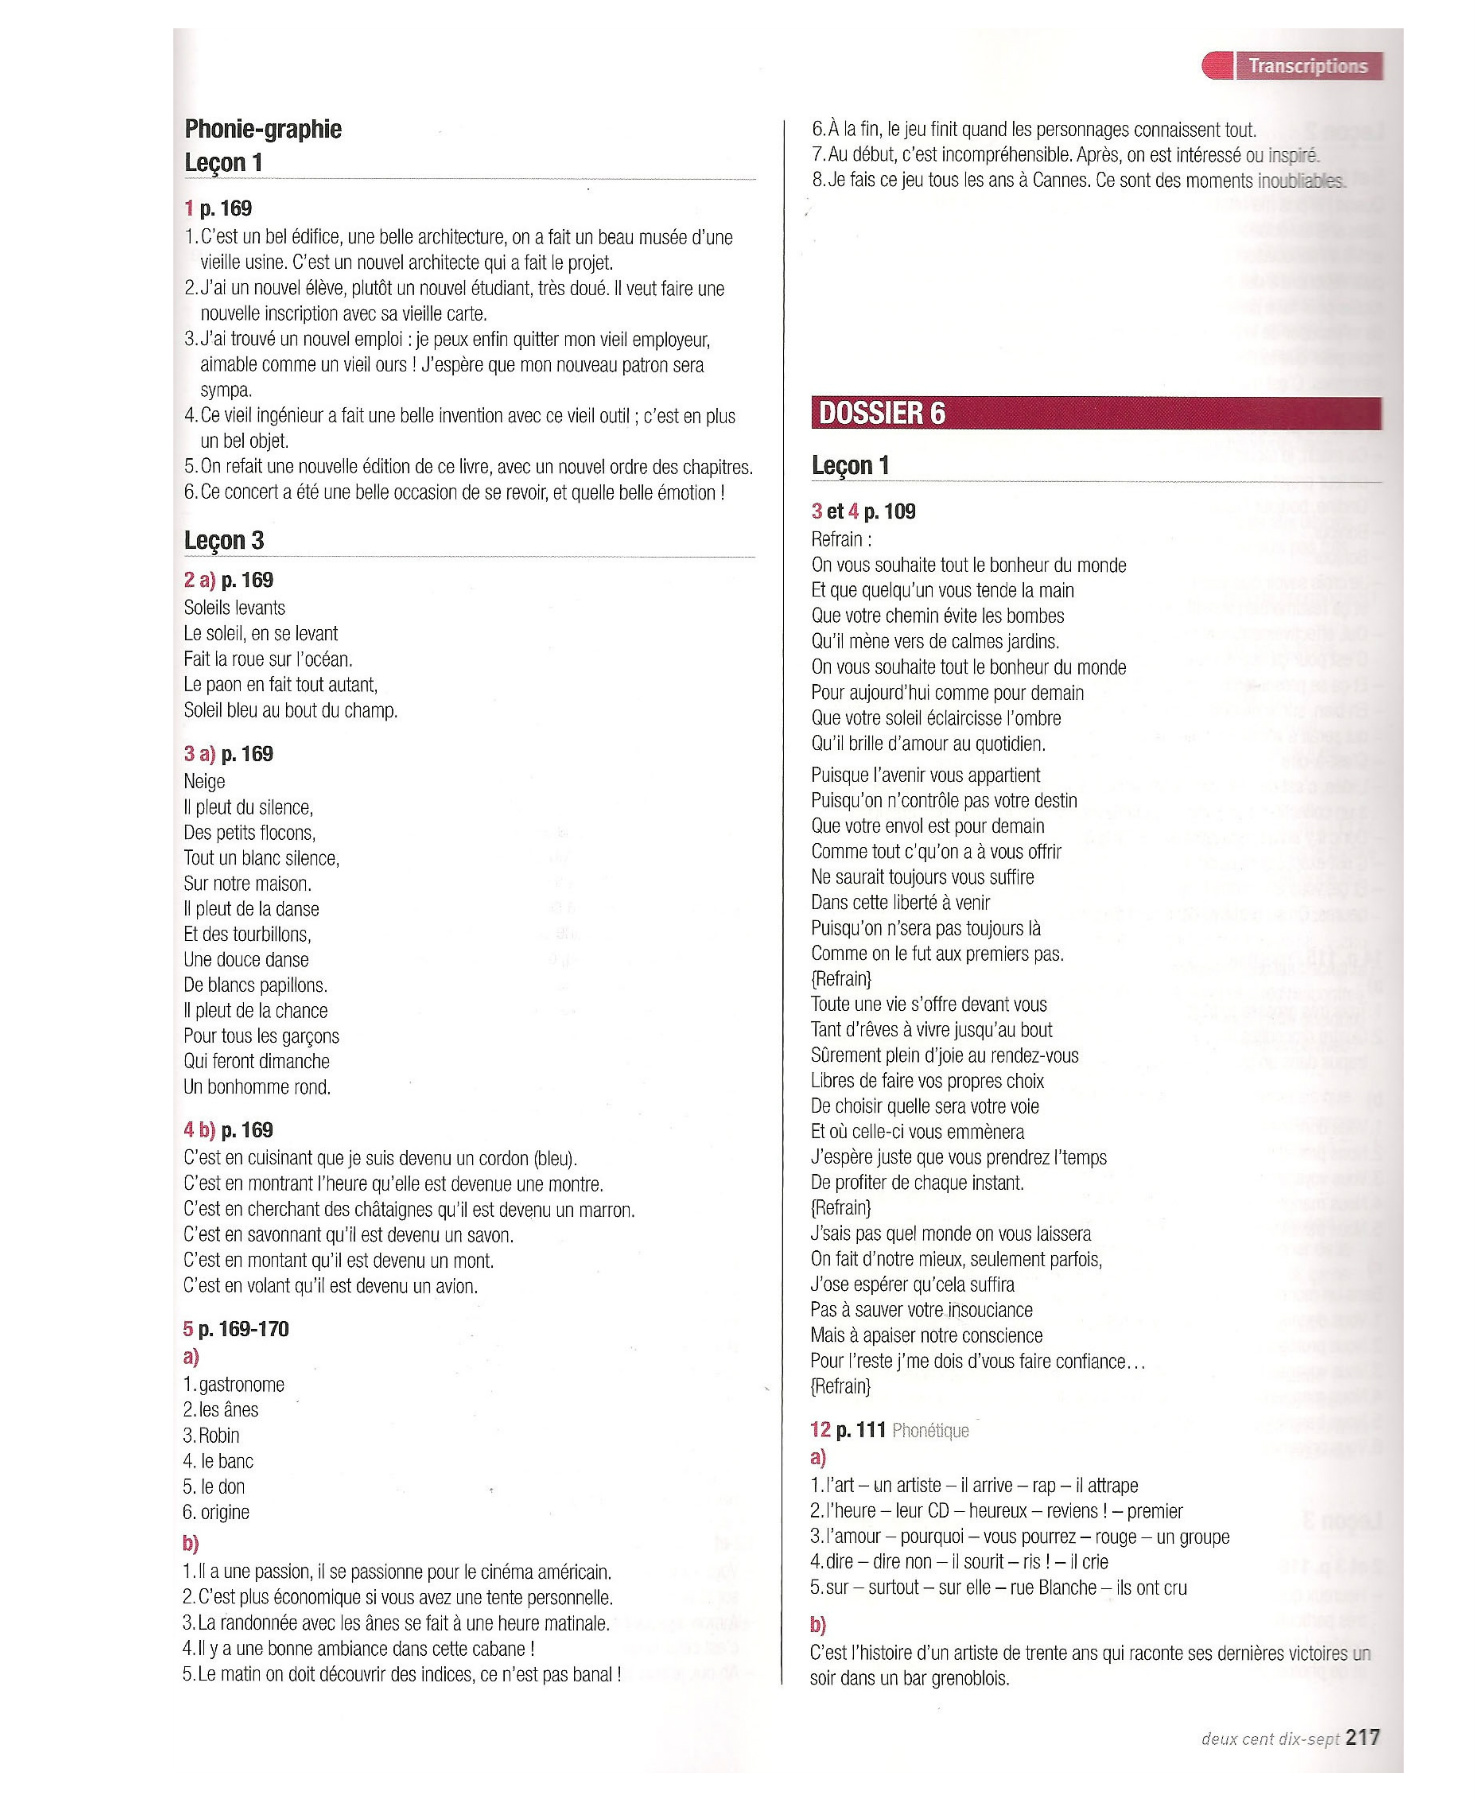 Transcriptions
Phonie-graphie
Leçon 1
1 p. 169
1. C'est un bel édifice, une belle architecture, on a fait un beau musée d'une
vieille usine. C'est un nouvel architecte qui a fait le projet.
2. J'ai un nouvel élève, plutôt un nouvel étudiant, très doué. Il veut faire une
nouvelle inscription avec sa vieille carte.
3. J'ai trouvé un nouvel emploi : je peux enfin quitter mon vieil employeur,
aimable comme un vieil ours ! J'espère que mon nouveau patron sera
sympa.
4. Ce vieil ingénieur a fait une belle invention avec ce vieil outil ; c'est en plus
un bel objet.
5. On refait une nouvelle édition de ce livre, avec un nouvel ordre des chapitres.
6. Ce concert a été une belle occasion de se revoir, et quelle belle émotion !
Leçon 3
2 a) p. 169
Soleils levants
Le soleil, en se levant
Fait la roue sur l'océan.
Le paon en fait tout autant,
Soleil bleu au bout du champ.
3 a) p. 169
Neige
Il pleut du silence,
Des petits flocons,
Tout un blanc silence,
Sur notre maison.
Il pleut de la danse
Et des tourbillons,
Une douce danse
De blancs papillons.
Il pleut de la chance
Pour tous les garçons
Qui feront dimanche
Un bonhomme rond.
4 b) p. 169
C'est en cuisinant que je suis devenu un cordon (bleu).
C'est en montrant l'heure qu'elle est devenue une montre.
C'est en cherchant des châtaignes qu'il est devenu un marron.
C'est en savonnant qu'il est devenu un savon.
C'est en montant qu'il est devenu un mont.
C'est en volant qu'il est devenu un avion.
5 p. 169-170
a)
1. gastronome
2. les ânes
3. Robin
4. le banc
5. le don
6. origine
b)
1. Il a une passion, il se passionne pour le cinéma américain.
2. C'est plus économique si vous avez une tente personnelle.
3. La randonnée avec les ânes se fait à une heure matinale.
4. Il y a une bonne ambiance dans cette cabane !
5. Le matin on doit découvrir des indices, ce n'est pas banal !
6. À la fin, le jeu finit quand les personnages connaissent tout.
7. Au début, c'est incompréhensible. Après, on est intéressé ou inspiré.
8. Je fais ce jeu tous les ans à Cannes. Ce sont des moments inoubliables.
DOSSIER 6
Leçon 1
3 et 4 p. 109
Refrain :
On vous souhaite tout le bonheur du monde
Et que quelqu'un vous tende la main
Que votre chemin évite les bombes
Qu'il mène vers de calmes jardins.
On vous souhaite tout le bonheur du monde
Pour aujourd'hui comme pour demain
Que votre soleil éclaircisse l'ombre
Qu'il brille d'amour au quotidien.
Puisque l'avenir vous appartient
Puisqu'on n'contrôle pas votre destin
Que votre envol est pour demain
Comme tout c'qu'on a à vous offrir
Ne saurait toujours vous suffire
Dans cette liberté à venir
Puisqu'on n'sera pas toujours là
Comme on le fut aux premiers pas.
{Refrain}
Toute une vie s'offre devant vous
Tant d'rêves à vivre jusqu'au bout
Sûrement plein d'joie au rendez-vous
Libres de faire vos propres choix
De choisir quelle sera votre voie
Et où celle-ci vous emmènera
J'espère juste que vous prendrez l'temps
De profiter de chaque instant.
{Refrain}
J'sais pas quel monde on vous laissera
On fait d'notre mieux, seulement parfois,
J'ose espérer qu'cela suffira
Pas à sauver votre insouciance
Mais à apaiser notre conscience
Pour l'reste j'me dois d'vous faire confiance...
{Refrain}
12 p. 111 Phonétique
a)
1. l'art – un artiste – il arrive – rap – il attrape
2. l'heure – leur CD – heureux – reviens ! – premier
3. l'amour – pourquoi – vous pourrez – rouge – un groupe
4. dire – dire non – il sourit – ris ! – il crie
5. sur – surtout – sur elle – rue Blanche – ils ont cru
b)
C'est l'histoire d'un artiste de trente ans qui raconte ses dernières victoires un
soir dans un bar grenoblois.
deux cent dix-sept 217